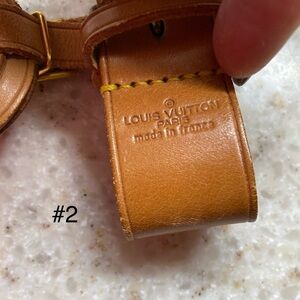 ®
LOUIS VUITTON
PARIS
made in france
#2